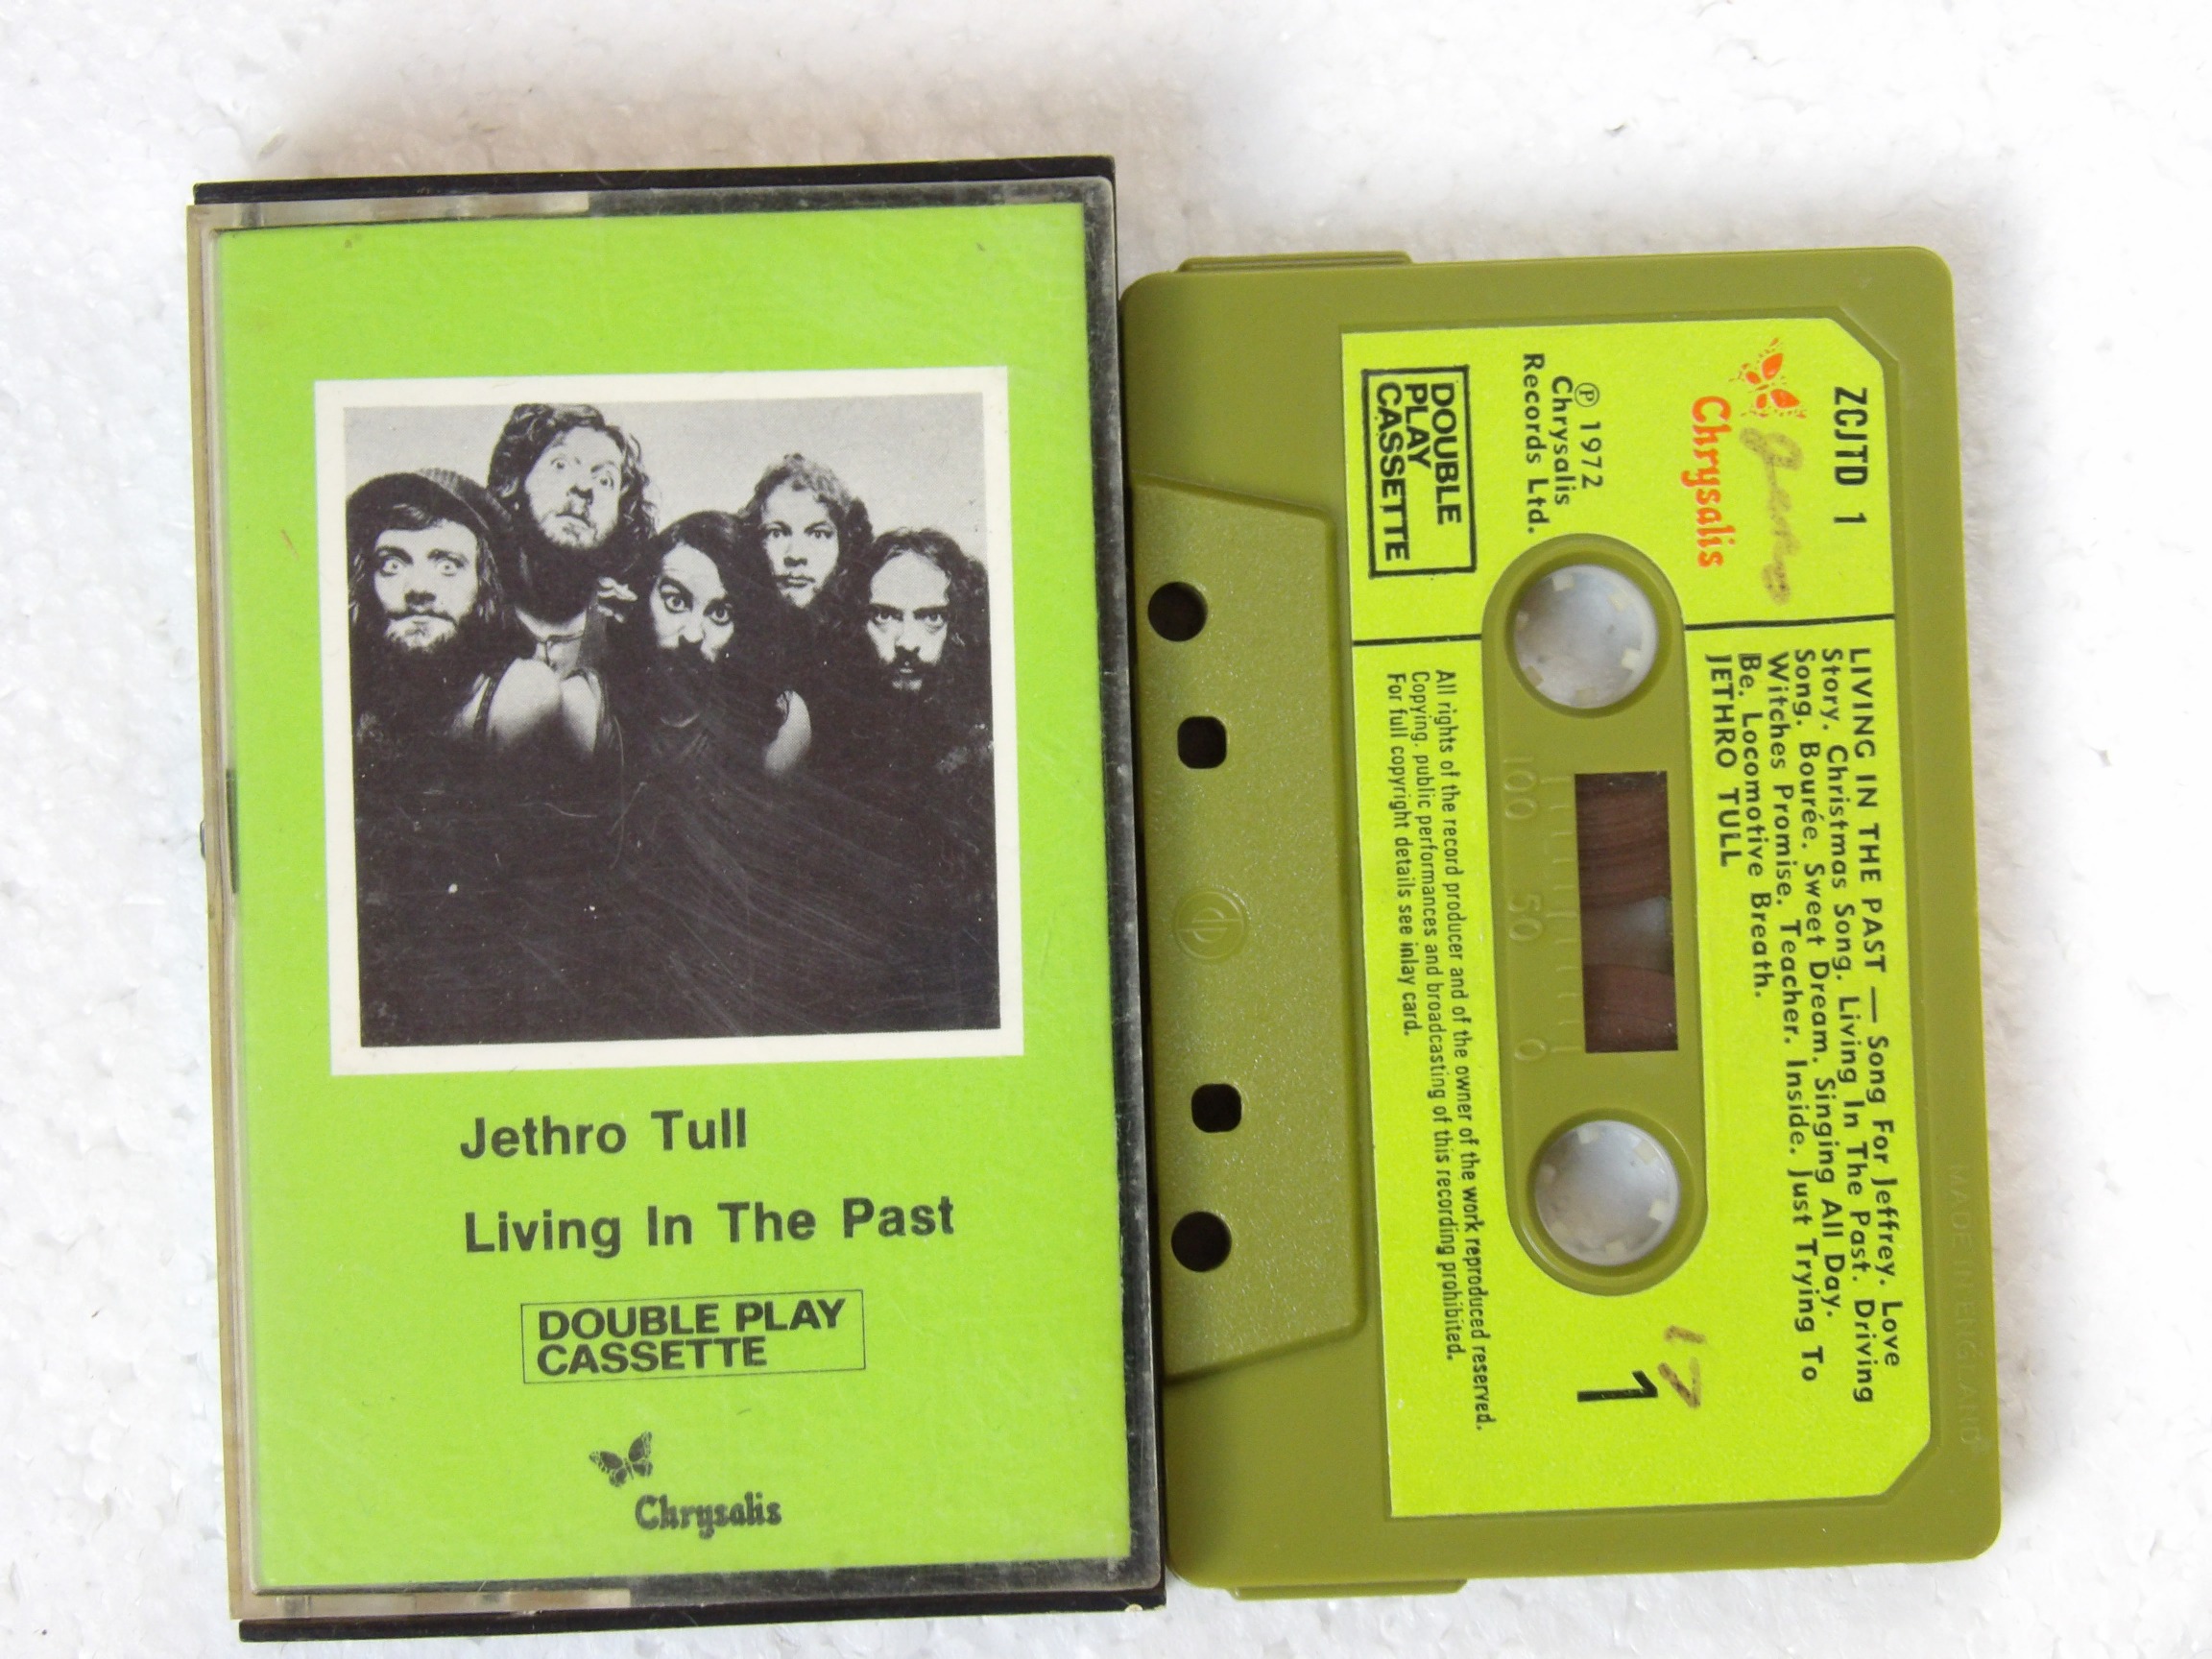 Jethro Tull
Living In The Past
DOUBLE PLAY
CASSETTE
Chrysalis
ZCJTD 1
Chrysalis
℗ 1972
Chrysalis
Records Ltd.
DOUBLE
PLAY
CASSETTE
LIVING IN THE PAST — Song For Jeffrey. Love
Story. Christmas Song. Living In The Past. Driving
Song. Bourée. Sweet Dream. Singing All Day.
Witches Promise. Teacher. Inside. Just Trying To
Be. Locomotive Breath.
JETHRO TULL
17
1
100 50 0
All rights of the record producer and of the owner of the work reproduced reserved.
Copying, public performances and broadcasting of this recording prohibited.
For full copyright details see inlay card.
MADE IN ENGLAND